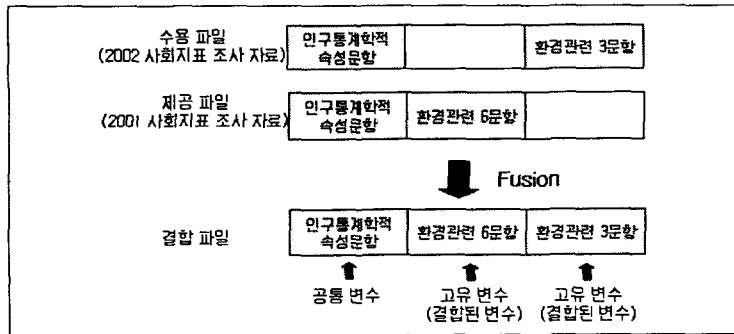 수용 파일
(2002 사회지표 조사 자료)
인구통계학적
속성문항
환경관련 3문항
제공 파일
(2001 사회지표 조사 자료)
인구통계학적
속성문항
환경관련 6문항
Fusion
결합 파일
인구통계학적
속성문항
환경관련 6문항
환경관련 3문항
공통 변수
고유 변수
(결합된 변수)
고유 변수
(결합된 변수)